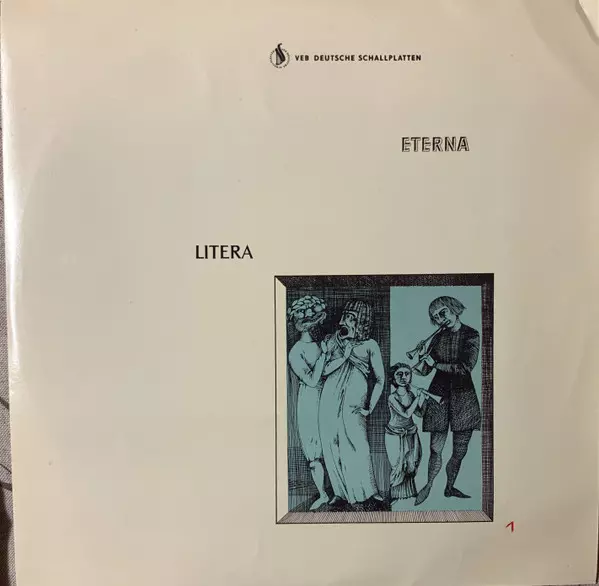 VEB DEUTSCHE SCHALLPLATTEN
ETERNA
LITERA
1